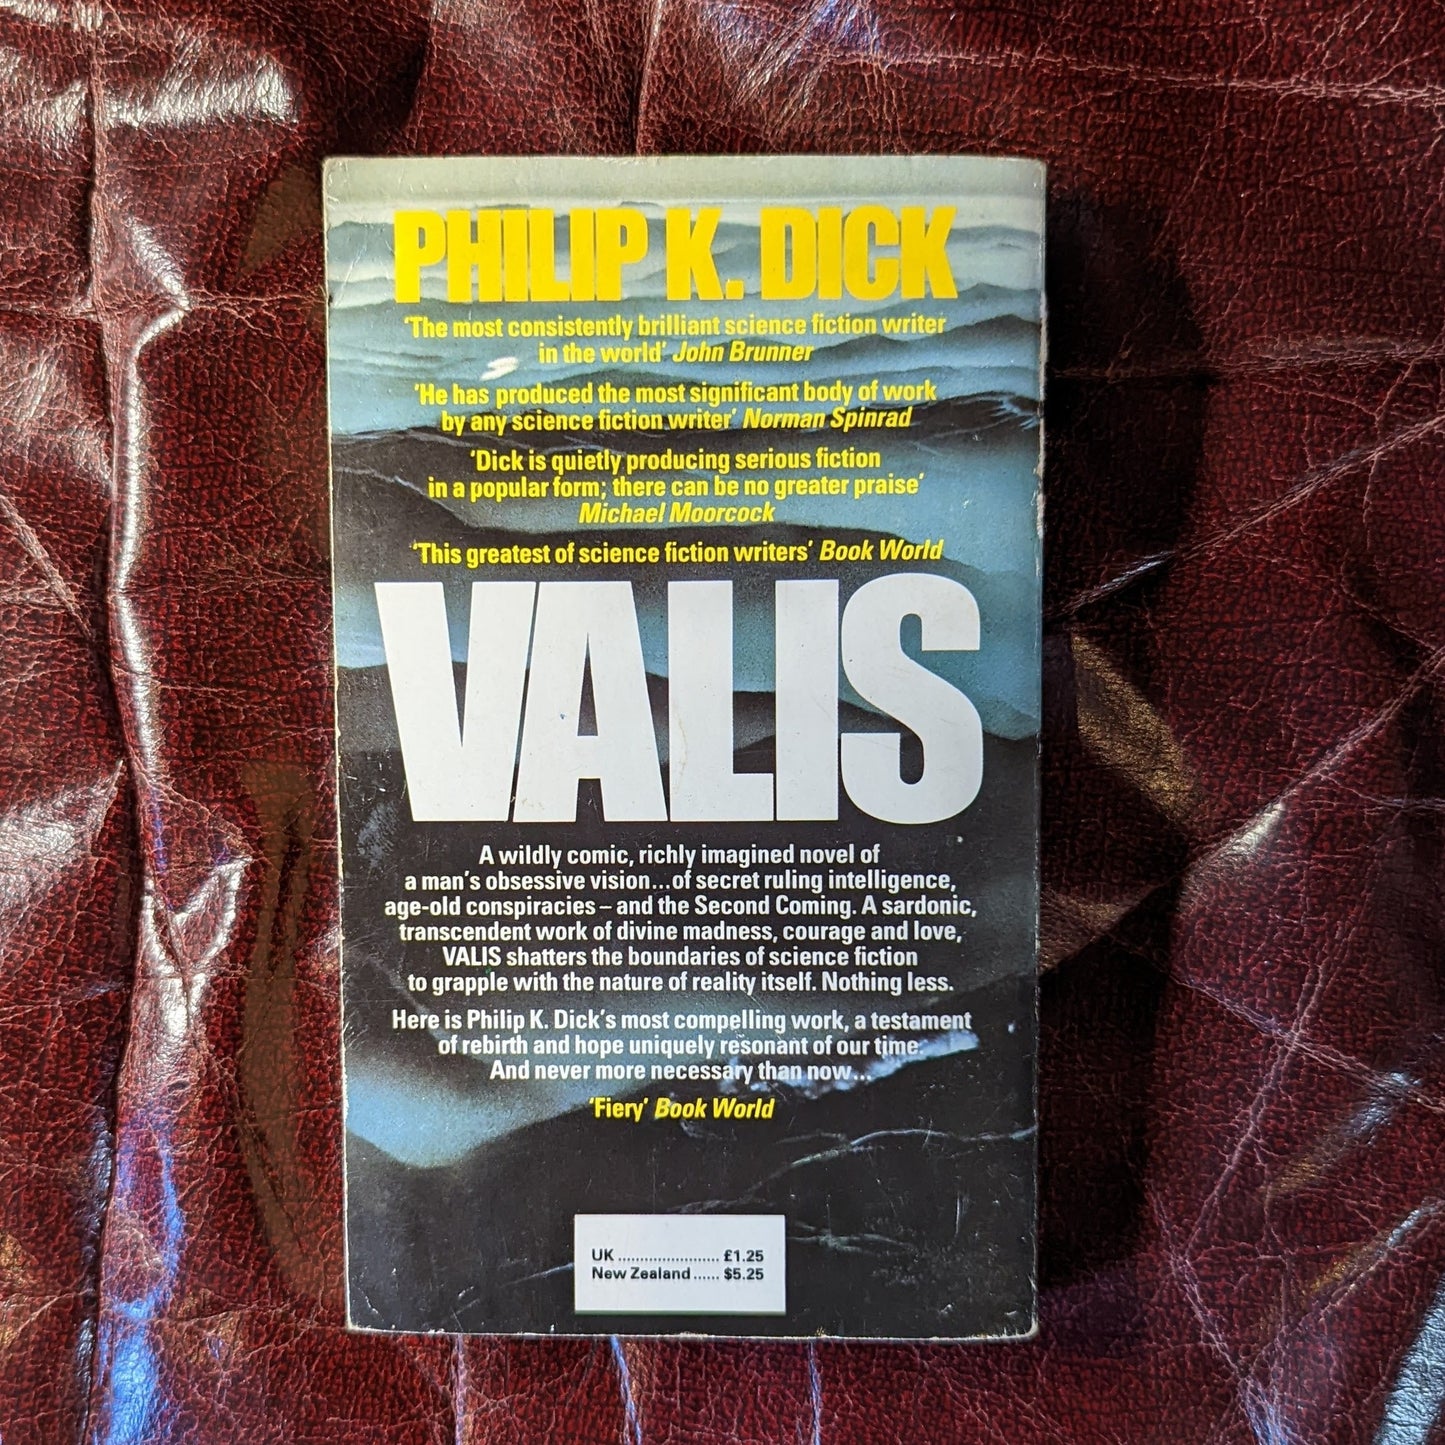 PHILIP K. DICK
'The most consistently brilliant science fiction writer
in the world' John Brunner
'He has produced the most significant body of work
by any science fiction writer' Norman Spinrad
'Dick is quietly producing serious fiction
in a popular form; there can be no greater praise'
Michael Moorcock
'This greatest of science fiction writers' Book World
VALIS
A wildly comic, richly imagined novel of
a man's obsessive vision...of secret ruling intelligence,
age-old conspiracies – and the Second Coming. A sardonic,
transcendent work of divine madness, courage and love,
VALIS shatters the boundaries of science fiction
to grapple with the nature of reality itself. Nothing less.
Here is Philip K. Dick's most compelling work, a testament
of rebirth and hope uniquely resonant of our time.
And never more necessary than now...
'Fiery' Book World
UK ....................... £1.25
New Zealand ...... $5.25